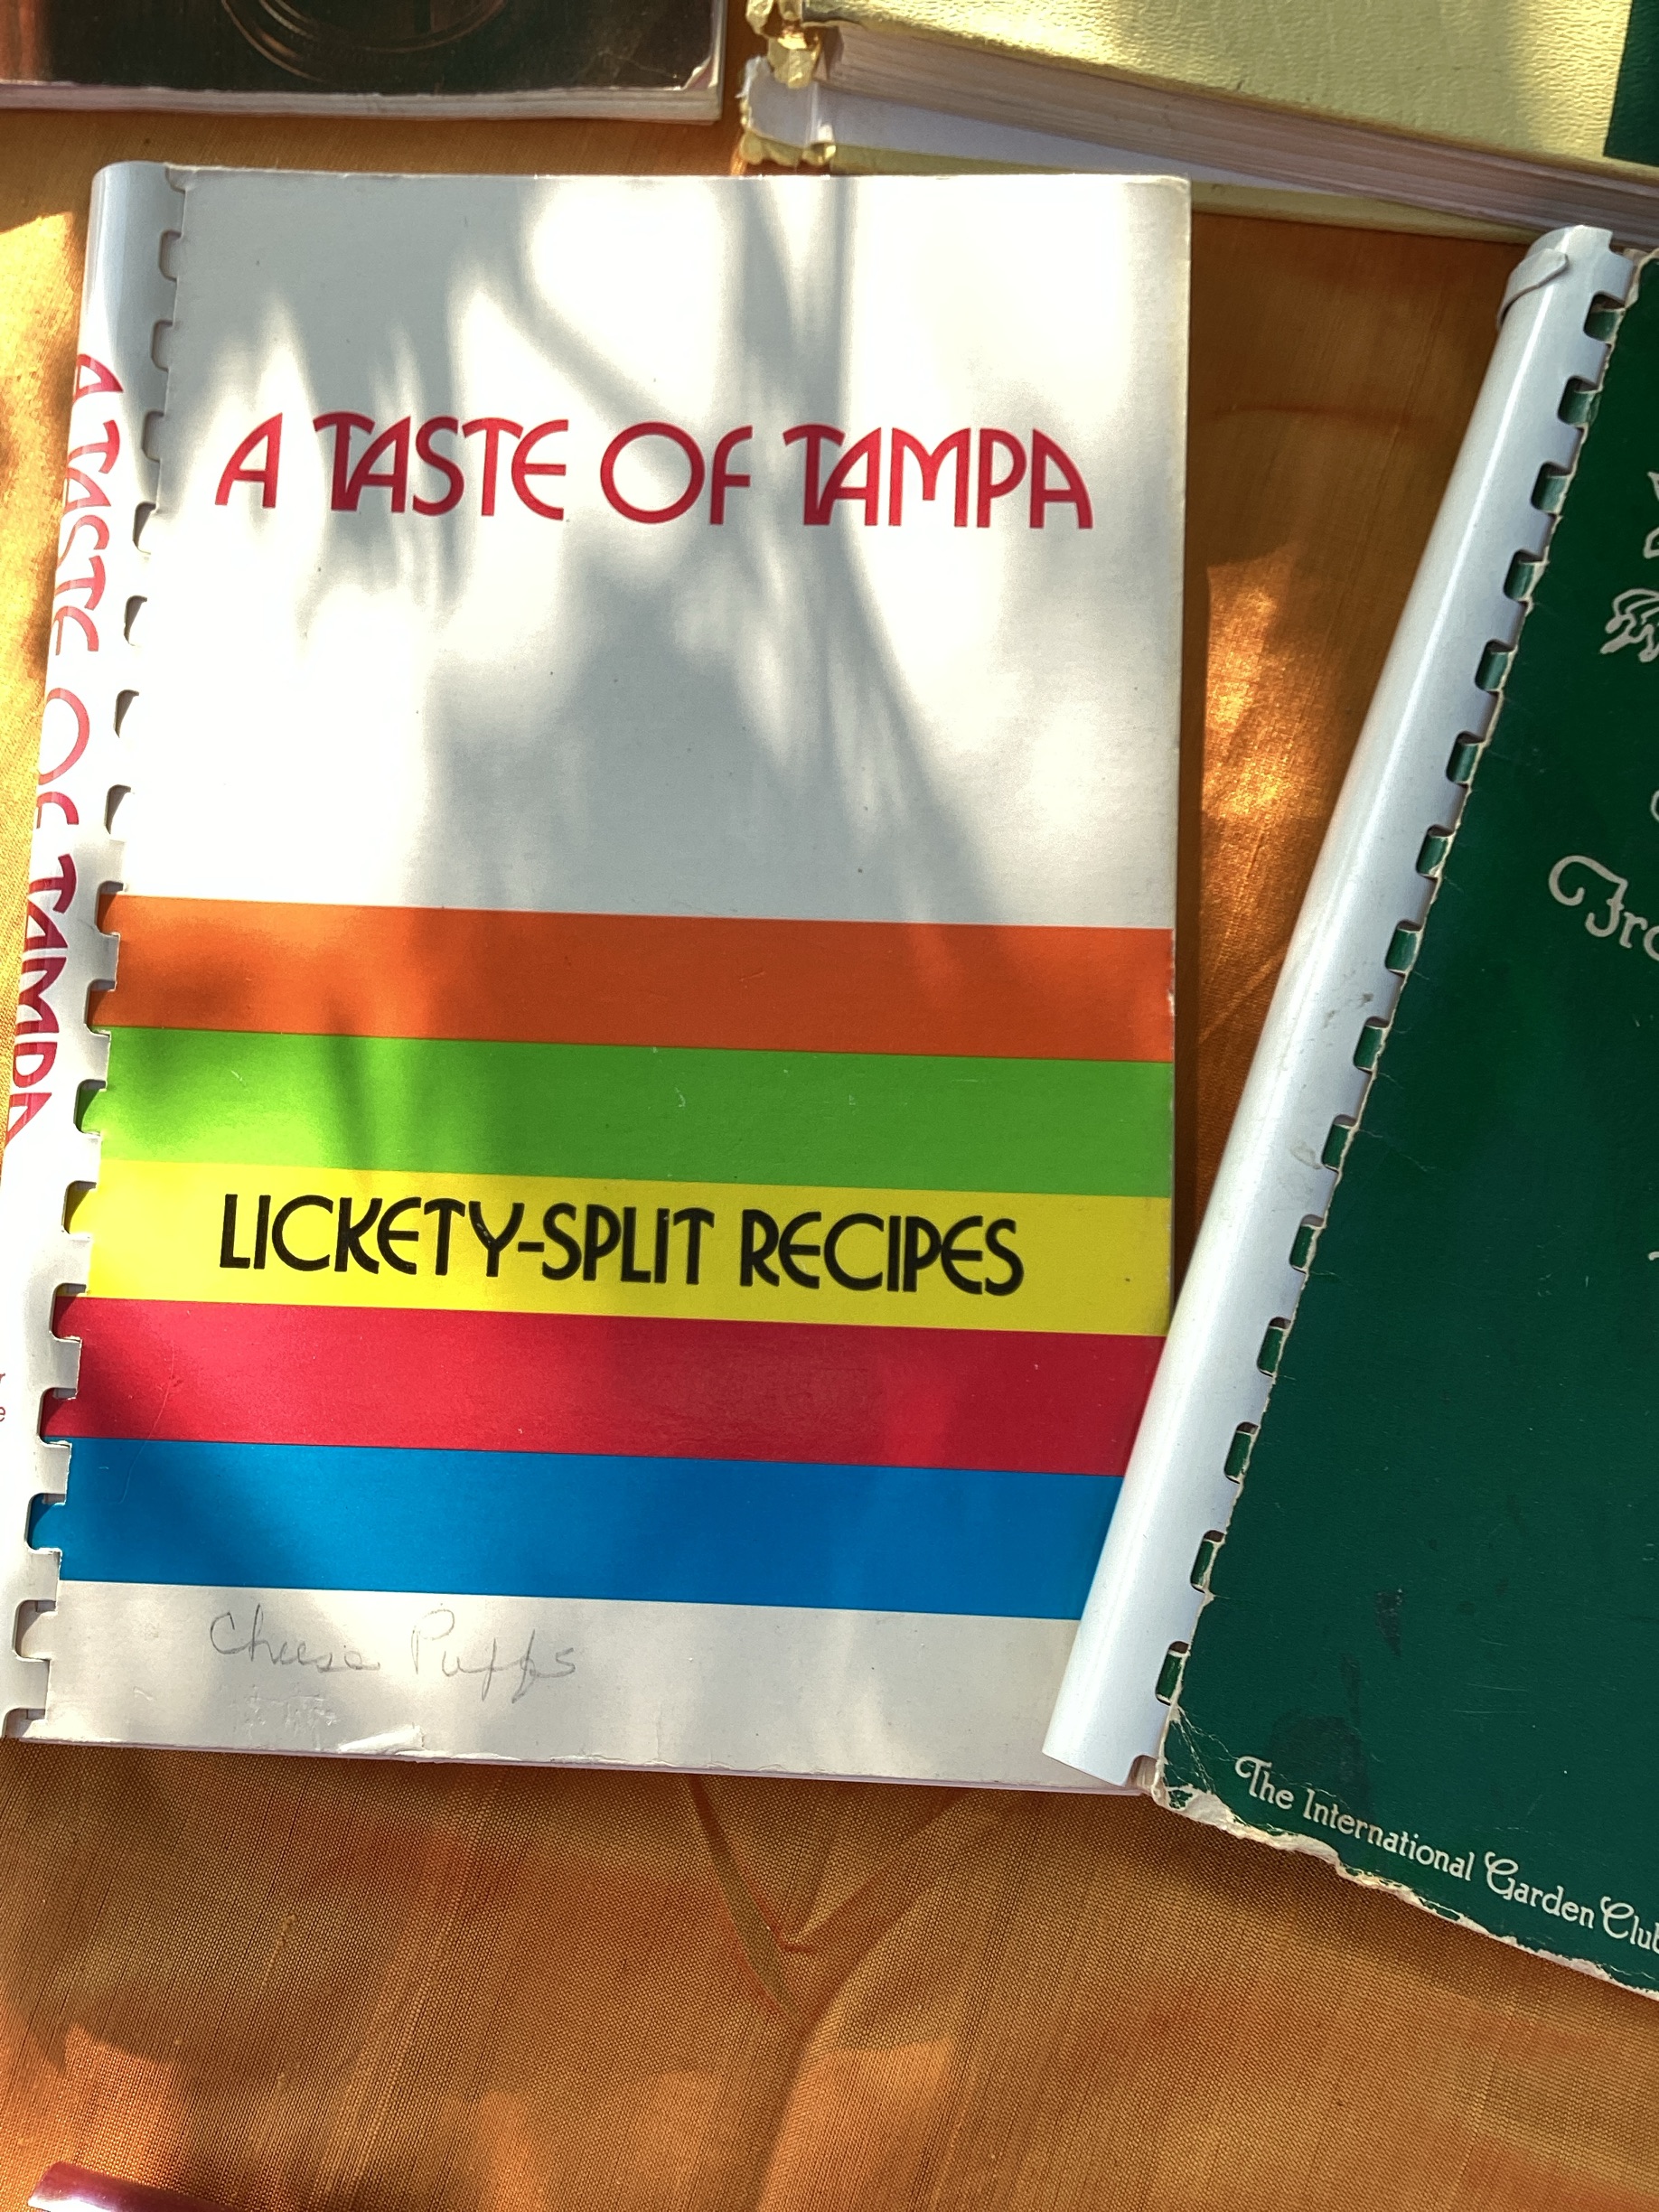 A TASTE OF TAMPA
A TASTE OF TAMPA
LICKETY-SPLIT RECIPES
Cheese Puffs
The International Garden Club